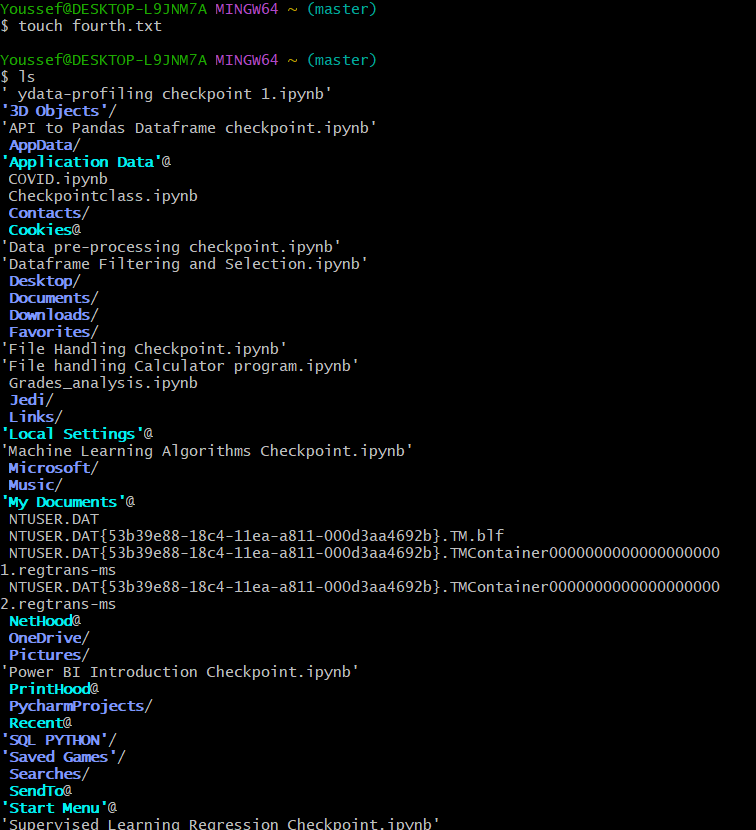 Youssef@DESKTOP-L9JNM7A MINGW64 ~ (master)
$ touch fourth.txt
Youssef@DESKTOP-L9JNM7A MINGW64 ~ (master)
$ ls
' ydata-profiling checkpoint 1.ipynb'
'3D Objects'/
'API to Pandas Dataframe checkpoint.ipynb'
AppData/
'Application Data'@
COVID.ipynb
Checkpointclass.ipynb
Contacts/
Cookies@
'Data pre-processing checkpoint.ipynb'
'Dataframe Filtering and Selection.ipynb'
Desktop/
Documents/
Downloads/
Favorites/
'File Handling Checkpoint.ipynb'
'File handling Calculator program.ipynb'
Grades_analysis.ipynb
Jedi/
Links/
'Local Settings'@
'Machine Learning Algorithms Checkpoint.ipynb'
Microsoft/
Music/
'My Documents'@
NTUSER.DAT
NTUSER.DAT{53b39e88-18c4-11ea-a811-000d3aa4692b}.TM.blf
NTUSER.DAT{53b39e88-18c4-11ea-a811-000d3aa4692b}.TMContainer0000000000000000000
1.regtrans-ms
NTUSER.DAT{53b39e88-18c4-11ea-a811-000d3aa4692b}.TMContainer0000000000000000000
2.regtrans-ms
NetHood@
OneDrive/
Pictures/
'Power BI Introduction Checkpoint.ipynb'
PrintHood@
PycharmProjects/
Recent@
'SQL PYTHON'/
'Saved Games'/
Searches/
SendTo@
'Start Menu'@
'Supervised Learning Regression Checkpoint.ipynb'